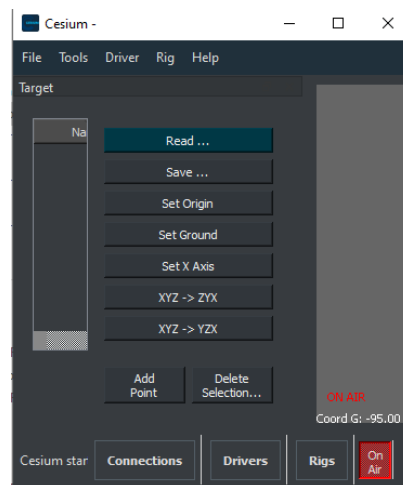 Cesium -
File Tools Driver Rig Help
Target
Na
Read ...
Save ...
Set Origin
Set Ground
Set X Axis
XYZ -> ZYX
XYZ -> YZX
Add
Point
Delete
Selection...
ON AIR
Coord G: -95.00
Cesium star
Connections
Drivers
Rigs
On
Air